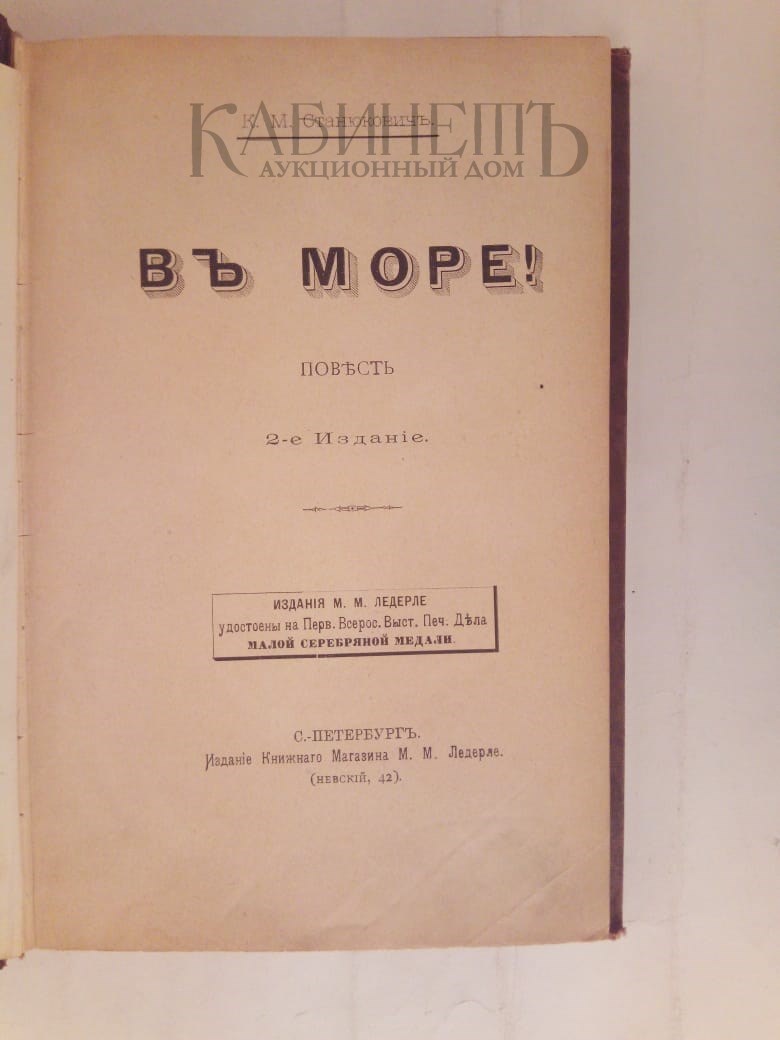 КАБИНЕТЪ
К. М. Станюковичъ.
АУКЦИОННЫЙ ДОМ
ВЪ МОРЕ!
ПОВѢСТЬ
2-е Изданіе.
ИЗДАНІЯ М. М. ЛЕДЕРЛЕ
удостоены на Перв. Всерос. Выст. Печ. Дѣла
МАЛОЙ СЕРЕБРЯНОЙ МЕДАЛИ.
С.-ПЕТЕРБУРГЪ.
Изданіе Книжнаго Магазина М. М. Ледерле.
(НЕВСКІЙ, 42).